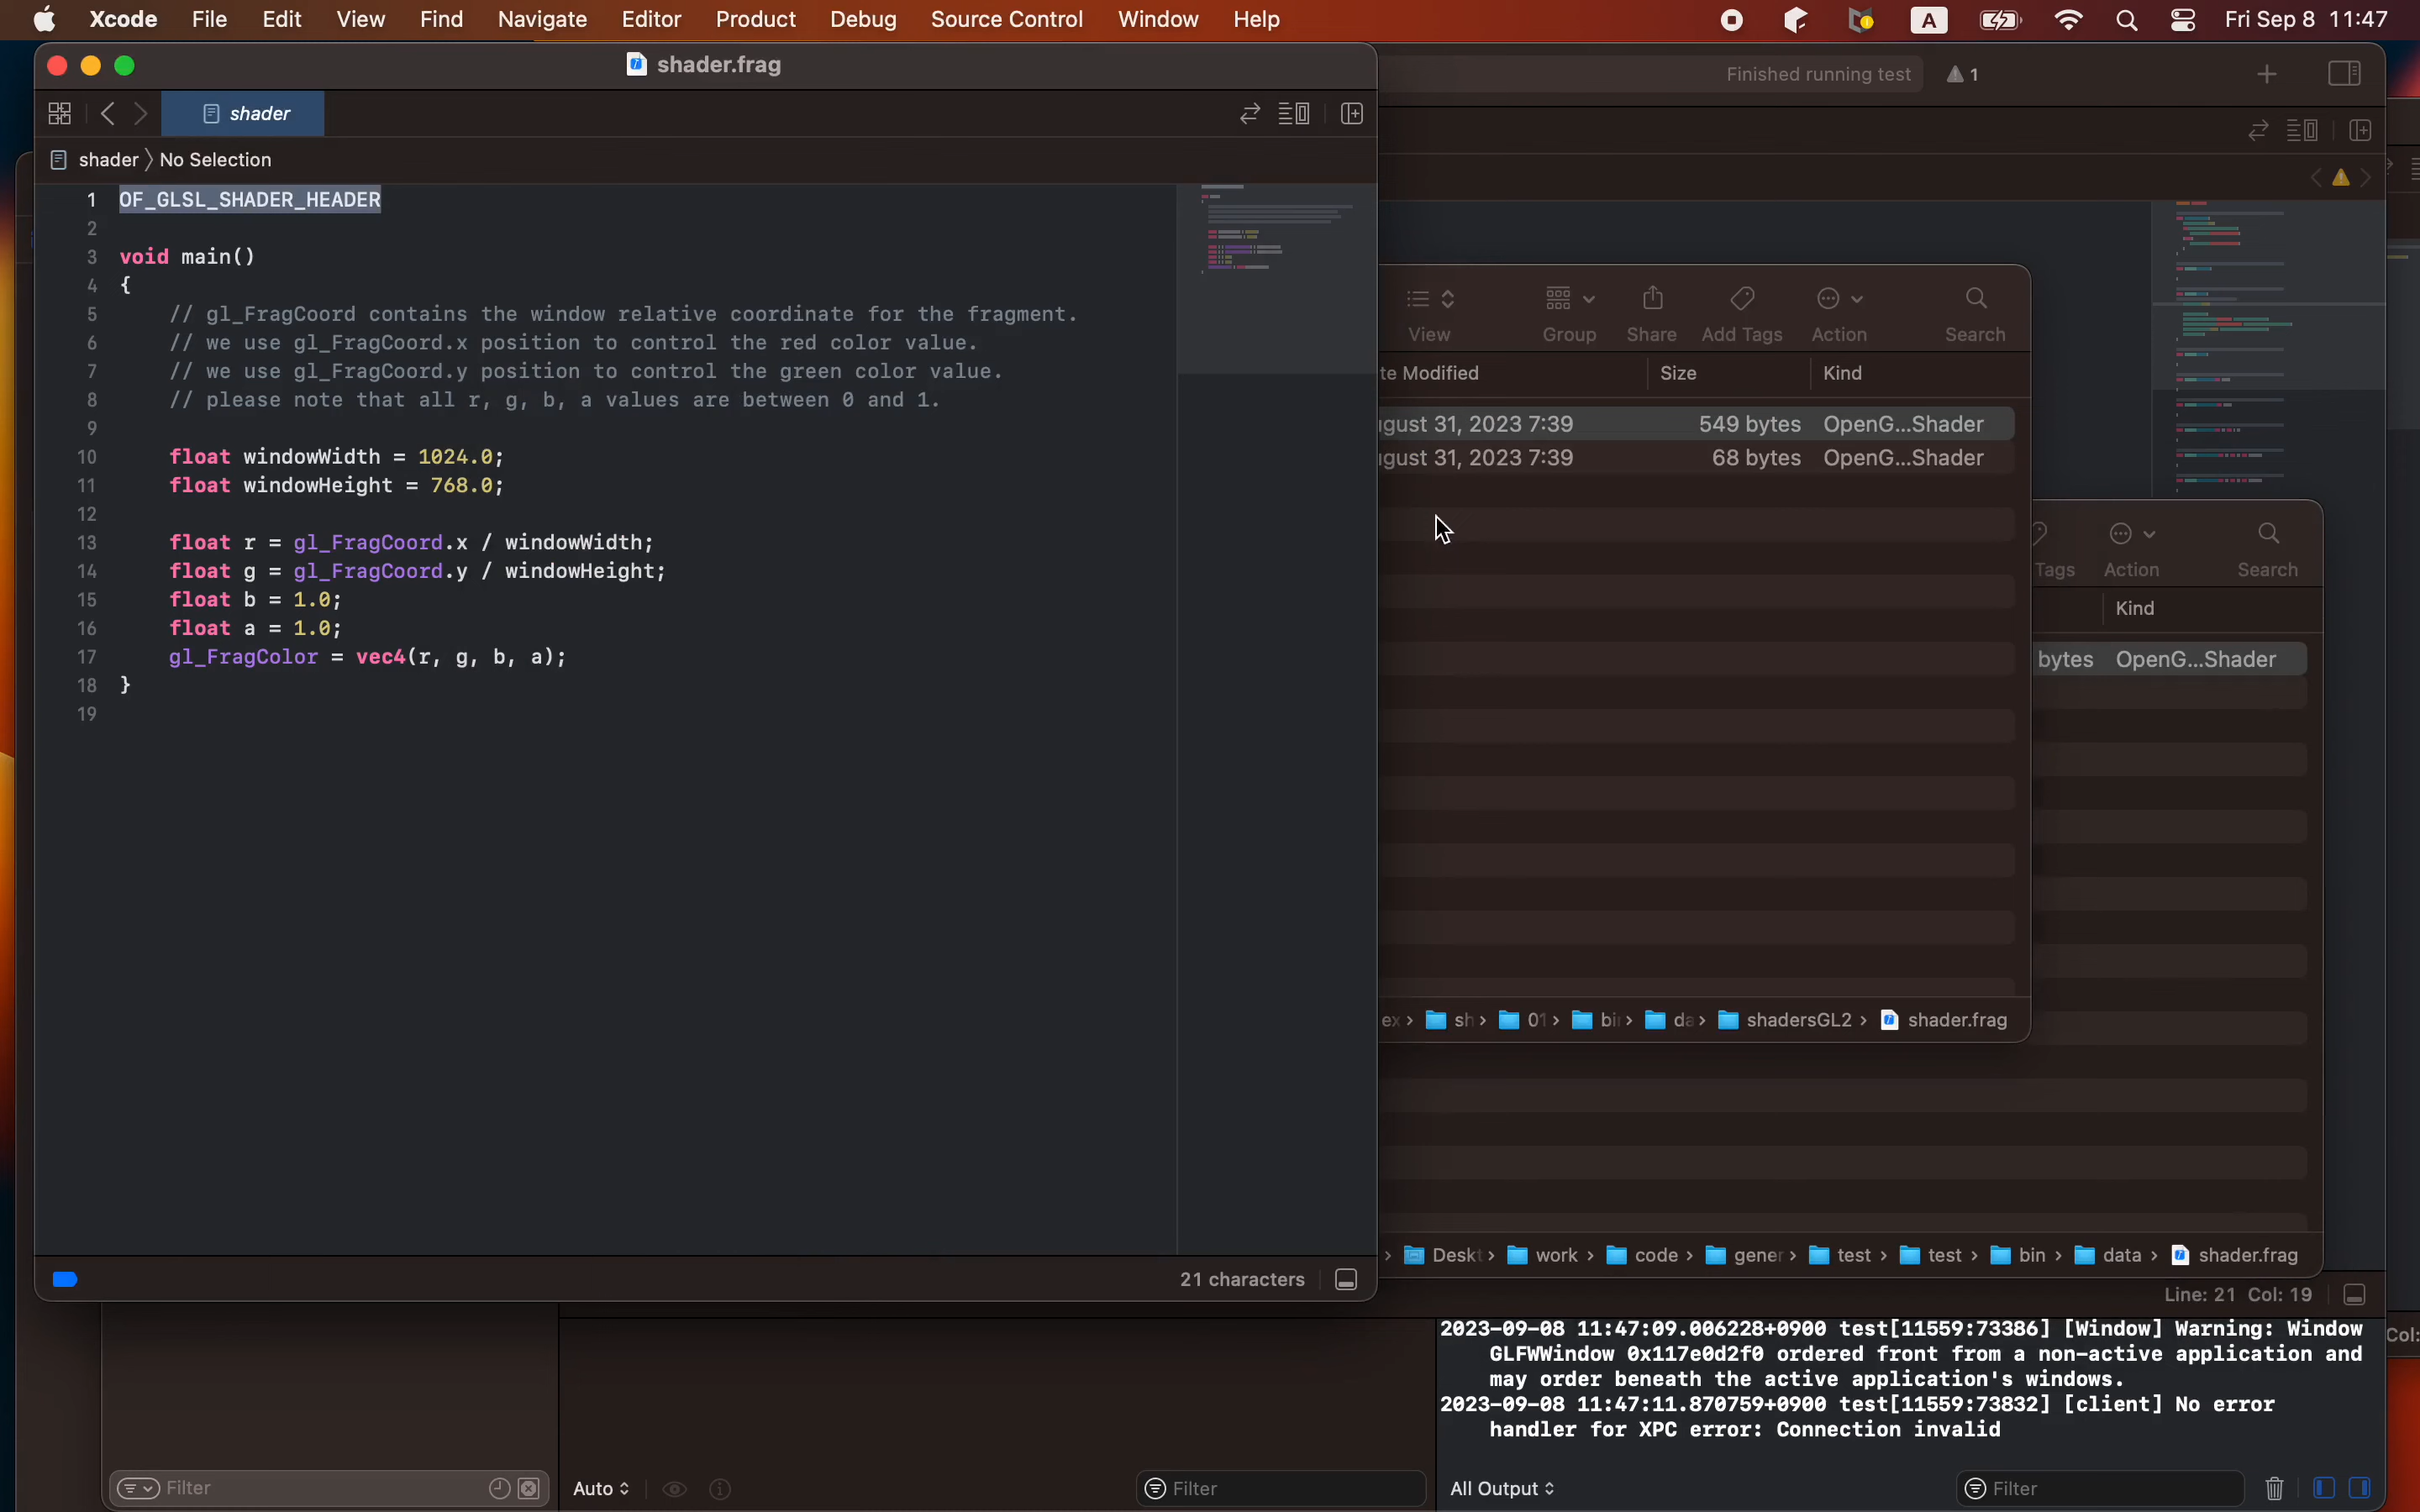 Xcode File Edit View Find Navigate Editor Product Debug Source Control Window Help A Fri Sep 8 11:47
shader.frag
Finished running test 1
shader
shader No Selection
1 OF_GLSL_SHADER_HEADER
2
3 void main()
4 {
5 // gl_FragCoord contains the window relative coordinate for the fragment.
6 // we use gl_FragCoord.x position to control the red color value.
7 // we use gl_FragCoord.y position to control the green color value.
8 // please note that all r, g, b, a values are between 0 and 1.
9
10 float windowWidth = 1024.0;
11 float windowHeight = 768.0;
12
13 float r = gl_FragCoord.x / windowWidth;
14 float g = gl_FragCoord.y / windowHeight;
15 float b = 1.0;
16 float a = 1.0;
17 gl_FragColor = vec4(r, g, b, a);
18 }
19
21 characters
View Group Share Add Tags Action Search
te Modified Size Kind
igust 31, 2023 7:39 549 bytes OpenG...Shader
igust 31, 2023 7:39 68 bytes OpenG...Shader
ex › sh › 01 › bi › da › shadersGL2 › shader.frag
Tags Action Search
Kind
bytes OpenG...Shader
› Deskt › work › code › gener › test › test › bin › data › shader.frag
Line: 21 Col: 19
Col:
2023-09-08 11:47:09.006228+0900 test[11559:73386] [Window] Warning: Window
GLFWWindow 0x117e0d2f0 ordered front from a non-active application and
may order beneath the active application's windows.
2023-09-08 11:47:11.870759+0900 test[11559:73832] [client] No error
handler for XPC error: Connection invalid
Filter Auto Filter All Output Filter